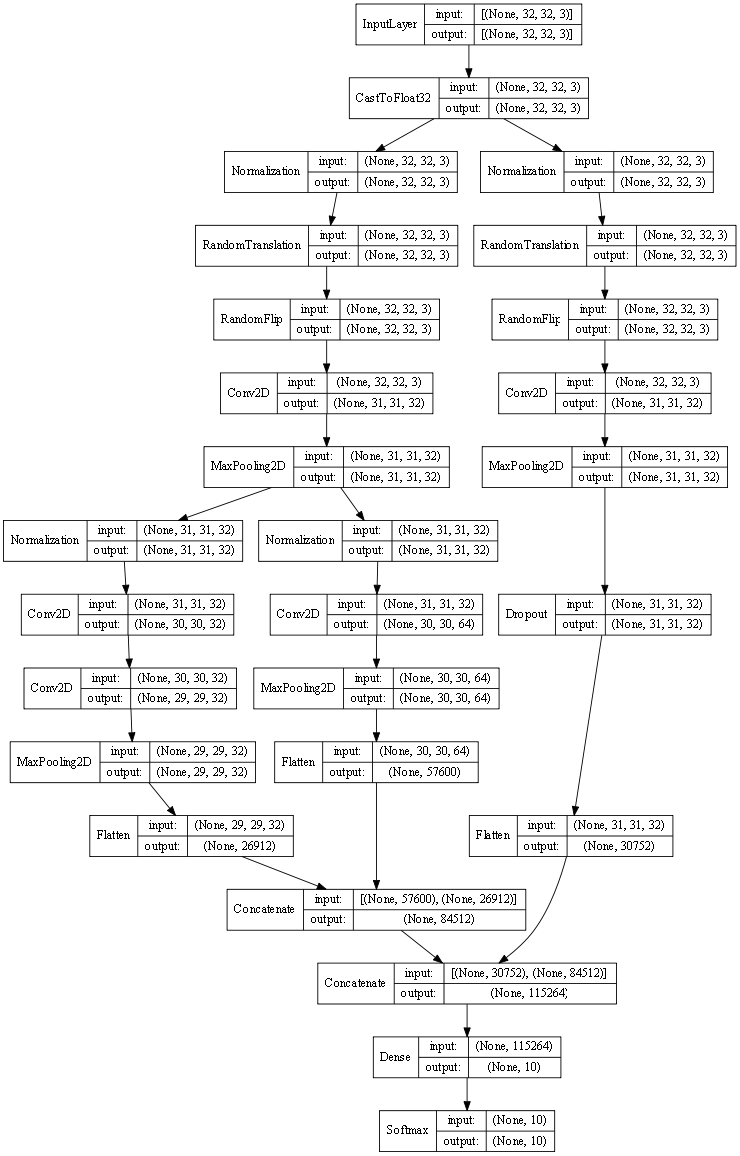 InputLayer input: [(None, 32, 32, 3)]
output: [(None, 32, 32, 3)]
CastToFloat32 input: (None, 32, 32, 3)
output: (None, 32, 32, 3)
Normalization input: (None, 32, 32, 3)
output: (None, 32, 32, 3)
Normalization input: (None, 32, 32, 3)
output: (None, 32, 32, 3)
RandomTranslation input: (None, 32, 32, 3)
output: (None, 32, 32, 3)
RandomTranslation input: (None, 32, 32, 3)
output: (None, 32, 32, 3)
RandomFlip input: (None, 32, 32, 3)
output: (None, 32, 32, 3)
RandomFlip input: (None, 32, 32, 3)
output: (None, 32, 32, 3)
Conv2D input: (None, 32, 32, 3)
output: (None, 31, 31, 32)
Conv2D input: (None, 32, 32, 3)
output: (None, 31, 31, 32)
MaxPooling2D input: (None, 31, 31, 32)
output: (None, 31, 31, 32)
MaxPooling2D input: (None, 31, 31, 32)
output: (None, 31, 31, 32)
Normalization input: (None, 31, 31, 32)
output: (None, 31, 31, 32)
Normalization input: (None, 31, 31, 32)
output: (None, 31, 31, 32)
Conv2D input: (None, 31, 31, 32)
output: (None, 30, 30, 32)
Conv2D input: (None, 31, 31, 32)
output: (None, 30, 30, 64)
Dropout input: (None, 31, 31, 32)
output: (None, 31, 31, 32)
Conv2D input: (None, 30, 30, 32)
output: (None, 29, 29, 32)
MaxPooling2D input: (None, 30, 30, 64)
output: (None, 30, 30, 64)
MaxPooling2D input: (None, 29, 29, 32)
output: (None, 29, 29, 32)
Flatten input: (None, 30, 30, 64)
output: (None, 57600)
Flatten input: (None, 29, 29, 32)
output: (None, 26912)
Flatten input: (None, 31, 31, 32)
output: (None, 30752)
Concatenate input: [(None, 57600), (None, 26912)]
output: (None, 84512)
Concatenate input: [(None, 30752), (None, 84512)]
output: (None, 115264)
Dense input: (None, 115264)
output: (None, 10)
Softmax input: (None, 10)
output: (None, 10)